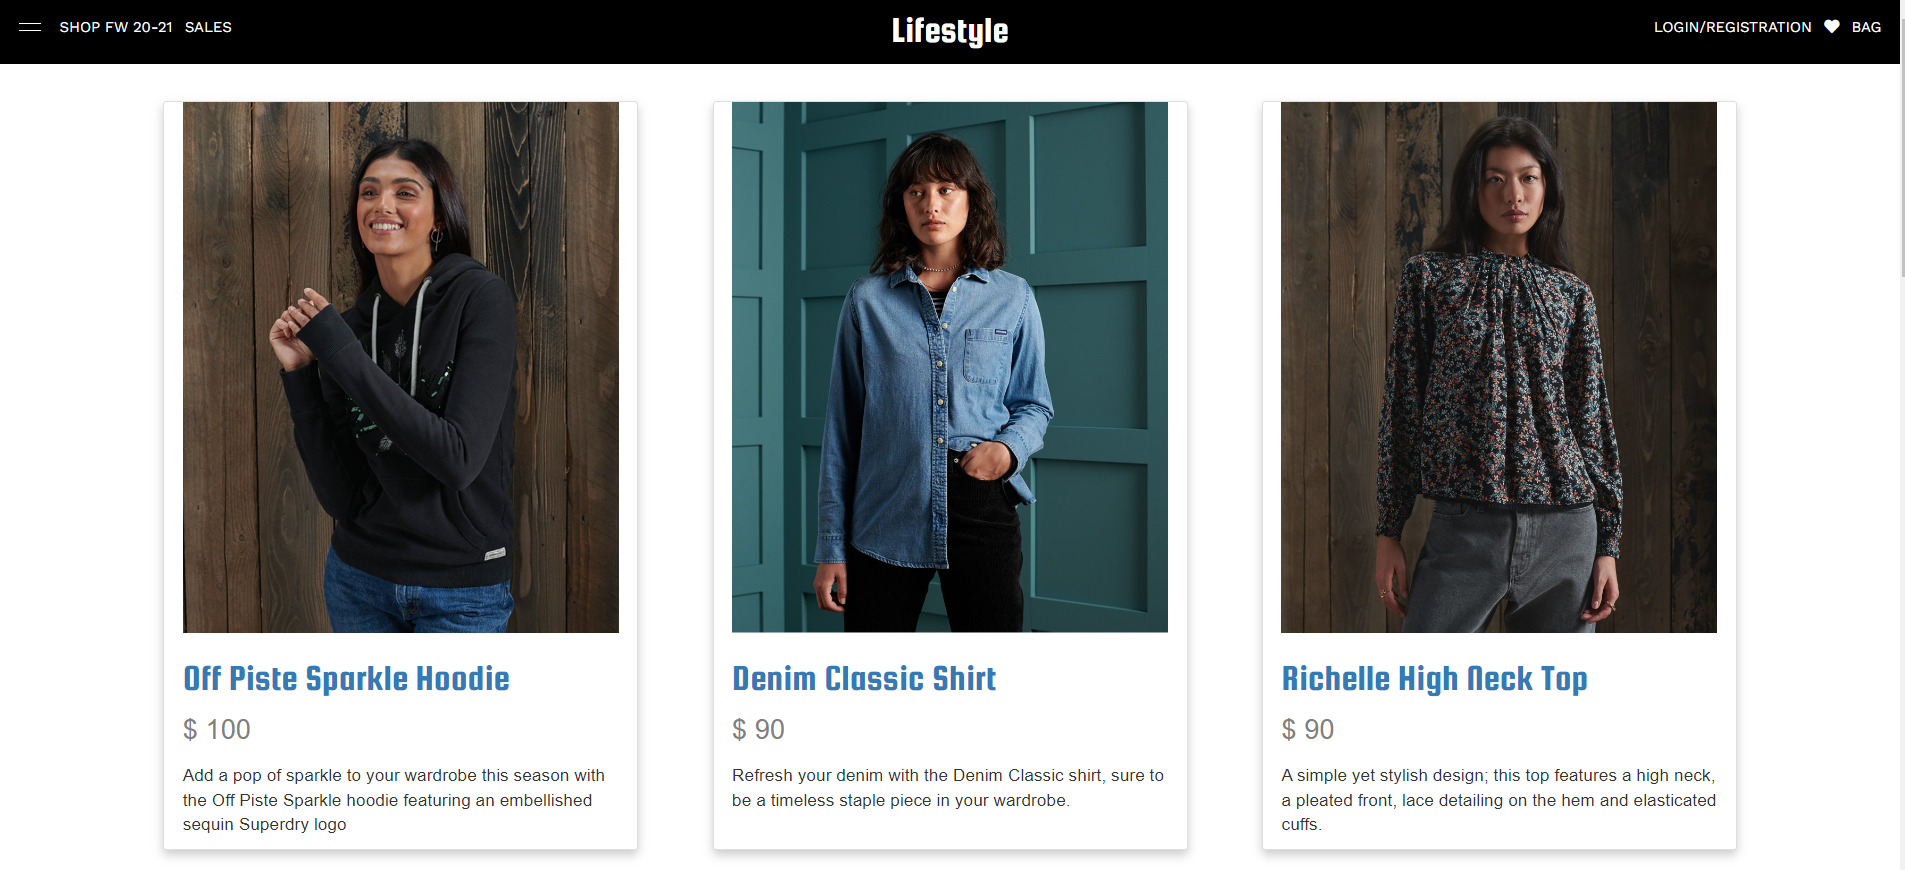 SHOP FW 20-21 SALES Lifestyle LOGIN/REGISTRATION BAG
Off Piste Sparkle Hoodie
$ 100
Add a pop of sparkle to your wardrobe this season with
the Off Piste Sparkle hoodie featuring an embellished
sequin Superdry logo
Denim Classic Shirt
$ 90
Refresh your denim with the Denim Classic shirt, sure to
be a timeless staple piece in your wardrobe.
Richelle High Neck Top
$ 90
A simple yet stylish design; this top features a high neck,
a pleated front, lace detailing on the hem and elasticated
cuffs.